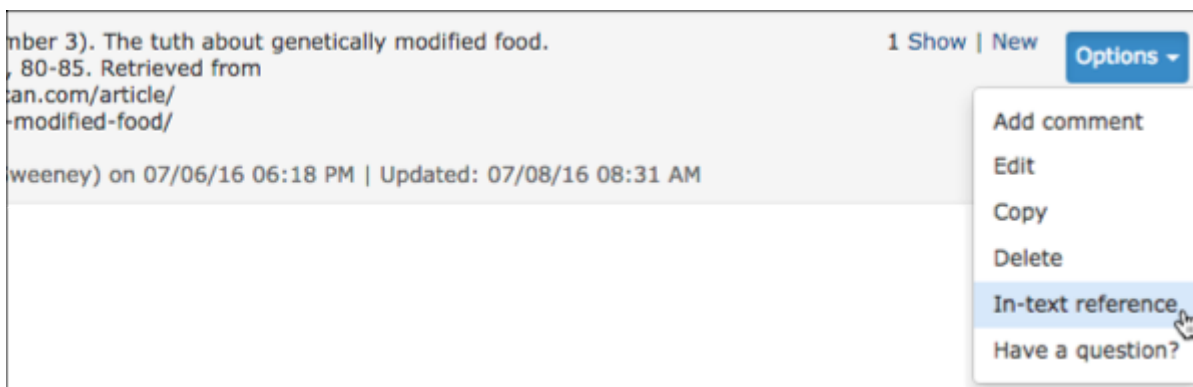 mber 3). The tuth about genetically modified food.
1 Show | New
Options
, 80-85. Retrieved from
can.com/article/
-modified-food/
Sweeney) on 07/06/16 06:18 PM | Updated: 07/08/16 08:31 AM
Add comment
Edit
Copy
Delete
In-text reference
Have a question?